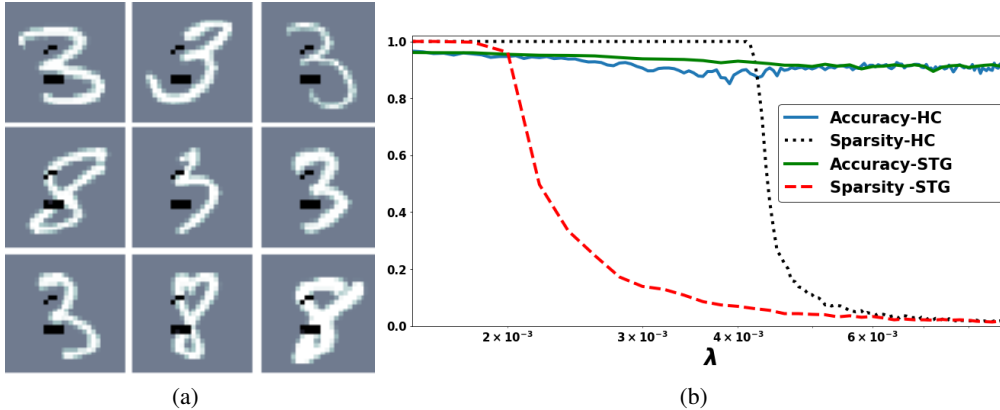 1.0
0.8
0.6
0.4
0.2
0.0
Accuracy-HC
Sparsity-HC
Accuracy-STG
Sparsity -STG
2 × 10⁻³
3 × 10⁻³
4 × 10⁻³
6 × 10⁻³
λ
(a)
(b)